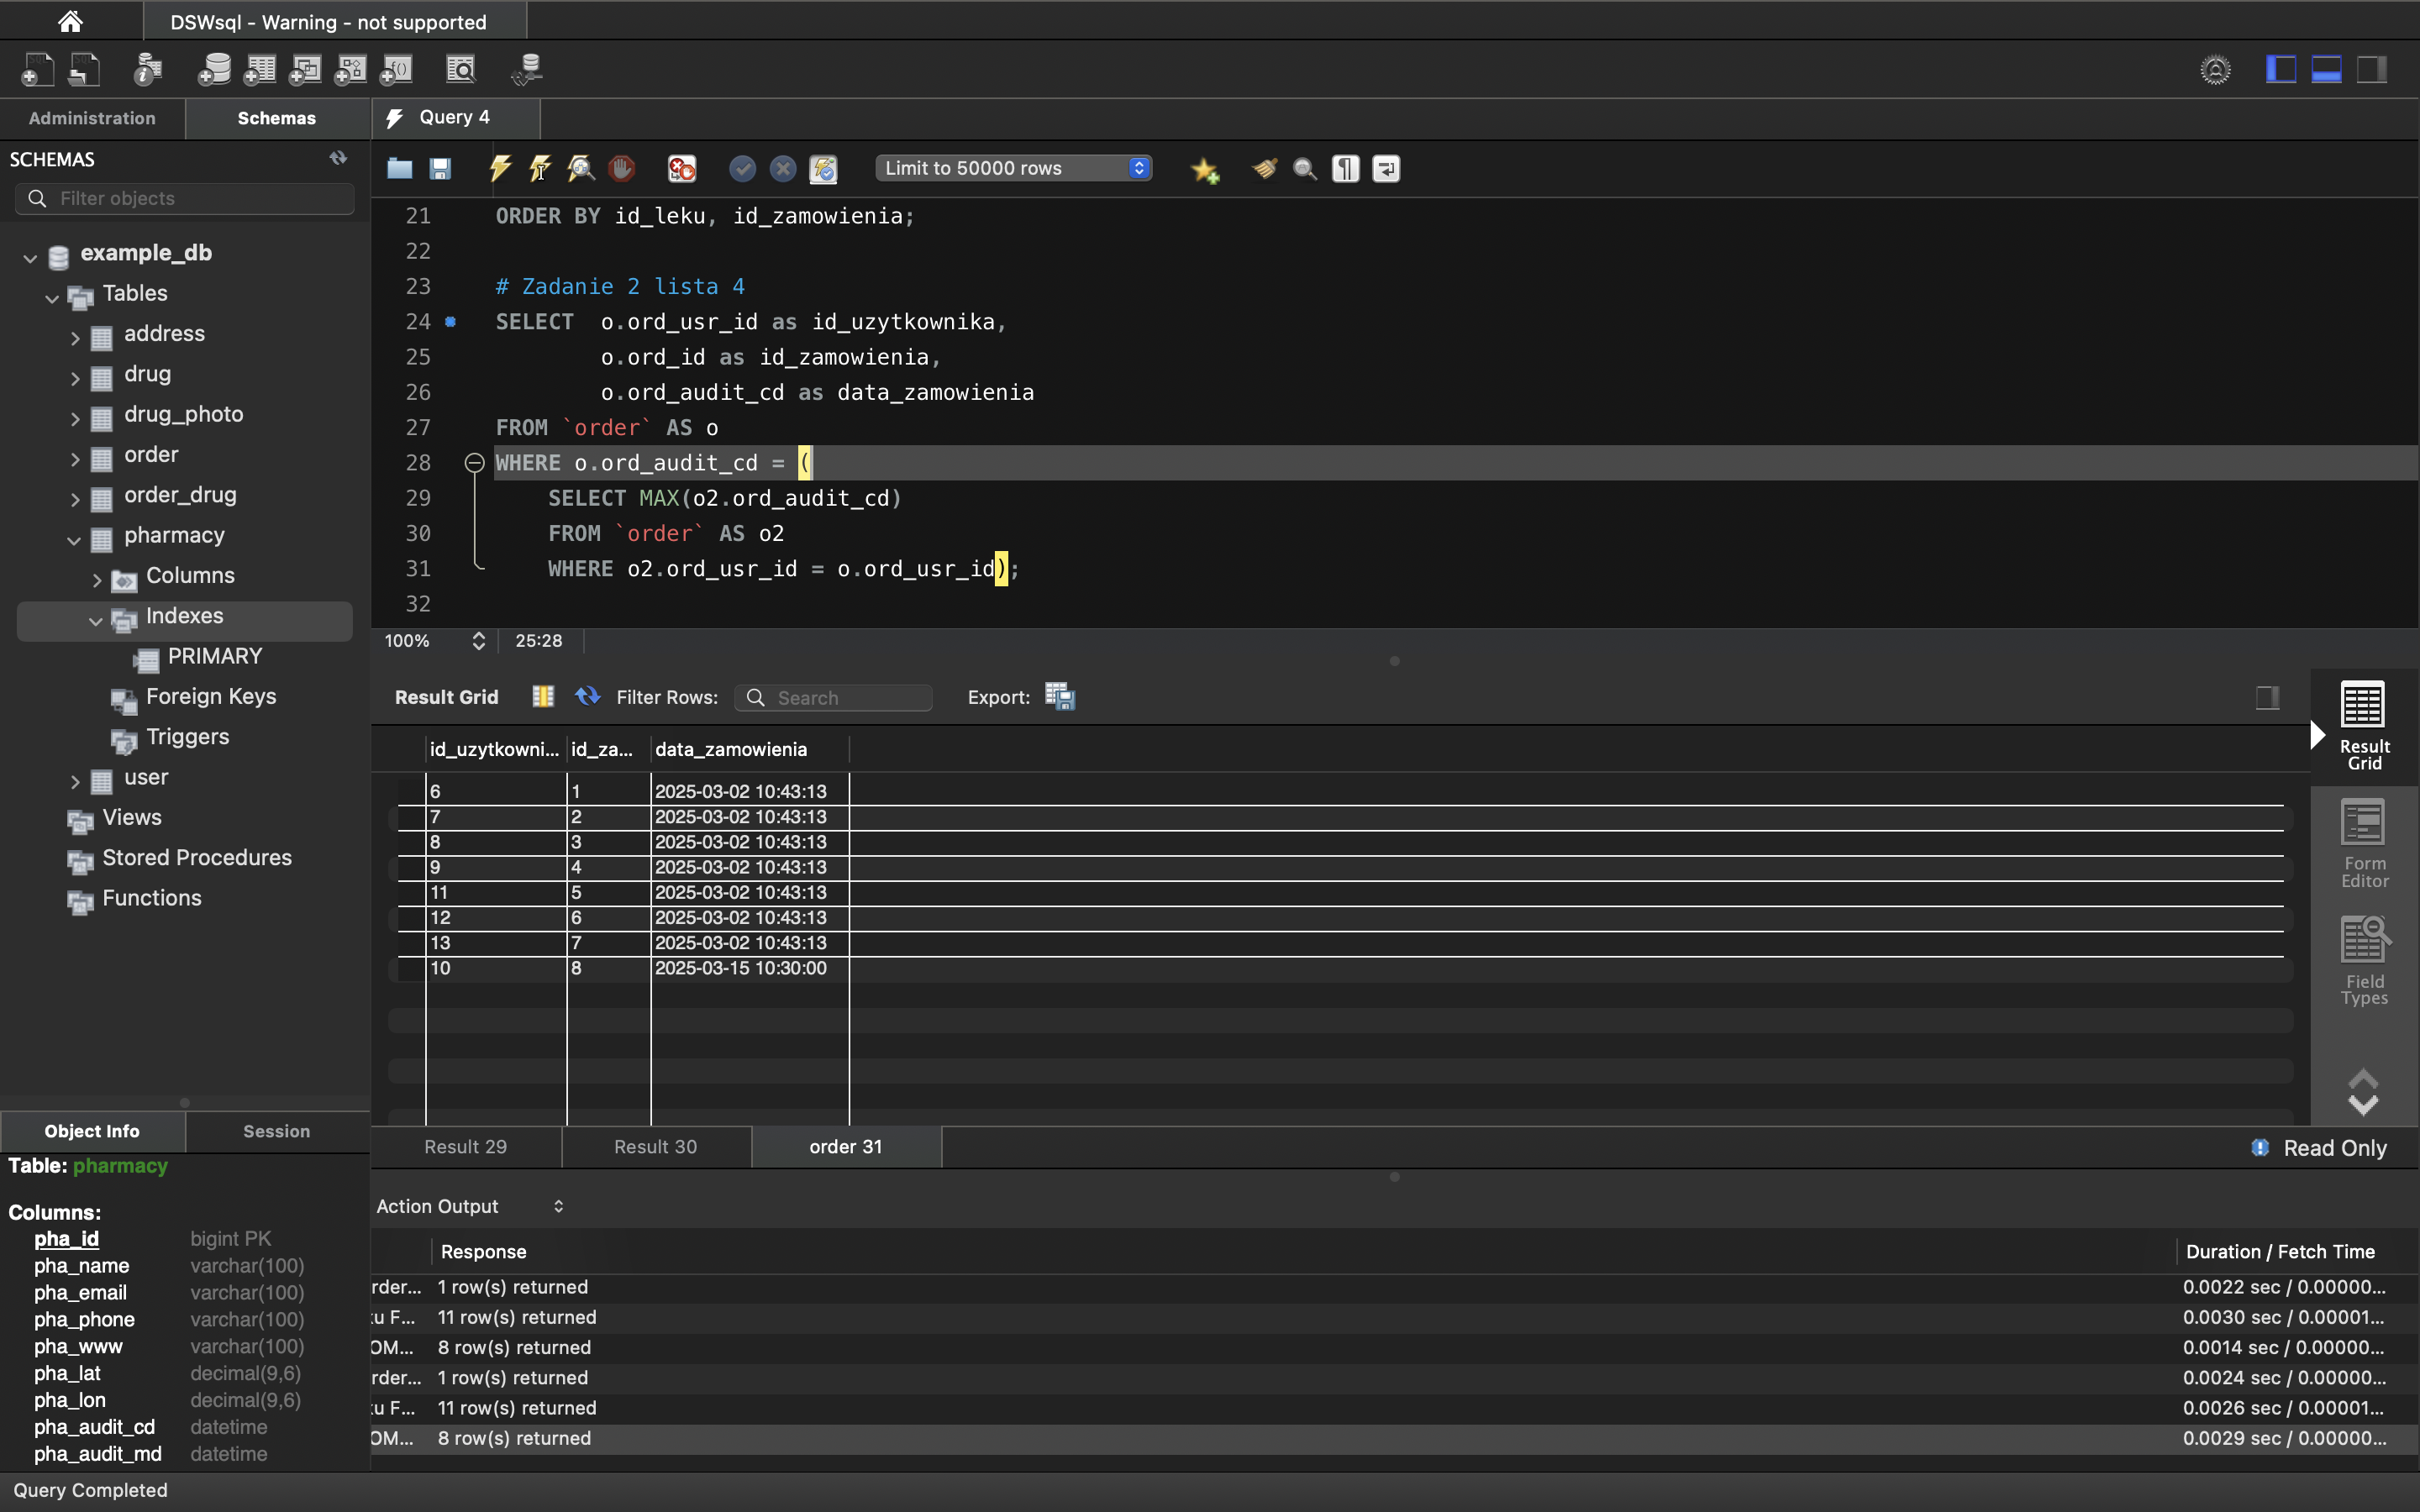 DSWsql - Warning - not supported
Administration
Schemas
Query 4
SCHEMAS
Filter objects
example_db
Tables
address
drug
drug_photo
order
order_drug
pharmacy
Columns
Indexes
PRIMARY
Foreign Keys
Triggers
user
Views
Stored Procedures
Functions
Limit to 50000 rows
21 ORDER BY id_leku, id_zamowienia;
22
23 # Zadanie 2 lista 4
24 SELECT o.ord_usr_id as id_uzytkownika,
25 o.ord_id as id_zamowienia,
26 o.ord_audit_cd as data_zamowienia
27 FROM `order` AS o
28 WHERE o.ord_audit_cd = (
29 SELECT MAX(o2.ord_audit_cd)
30 FROM `order` AS o2
31 WHERE o2.ord_usr_id = o.ord_usr_id);
32
100% 25:28
Result Grid Filter Rows: Search Export:
id_uzytkowni... id_za... data_zamowienia
6 1 2025-03-02 10:43:13
7 2 2025-03-02 10:43:13
8 3 2025-03-02 10:43:13
9 4 2025-03-02 10:43:13
11 5 2025-03-02 10:43:13
12 6 2025-03-02 10:43:13
13 7 2025-03-02 10:43:13
10 8 2025-03-15 10:30:00
Result
Grid
Form
Editor
Field
Types
Result 29 Result 30 order 31
Read Only
Object Info Session
Table: pharmacy
Columns:
pha_id bigint PK
pha_name varchar(100)
pha_email varchar(100)
pha_phone varchar(100)
pha_www varchar(100)
pha_lat decimal(9,6)
pha_lon decimal(9,6)
pha_audit_cd datetime
pha_audit_md datetime
Action Output
Response Duration / Fetch Time
rder... 1 row(s) returned 0.0022 sec / 0.00000...
u F... 11 row(s) returned 0.0030 sec / 0.00001...
OM... 8 row(s) returned 0.0014 sec / 0.00000...
rder... 1 row(s) returned 0.0024 sec / 0.00000...
u F... 11 row(s) returned 0.0026 sec / 0.00001...
OM... 8 row(s) returned 0.0029 sec / 0.00000...
Query Completed